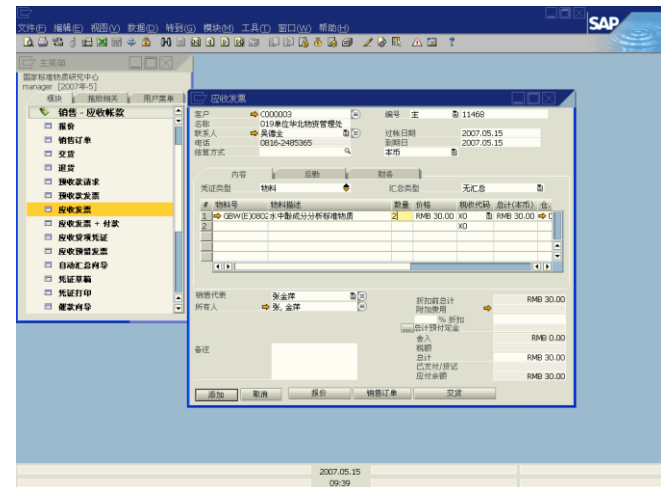 文件(F) 编辑(E) 视图(V) 数据(D) 转到(G) 模块(M) 工具(T) 窗口(W) 帮助(H)
SAP
主菜单
国家标准物质研究中心
manager [2007年-5]
模块 拖放相关 用户菜单
销售 - 应收帐款
报价
销售订单
交货
退货
预收款请求
预收款发票
应收发票
应收发票 + 付款
应收贷项凭证
应收预留发票
自动汇总向导
凭证草稿
凭证打印
催款向导
应收发票
客户 C000003 编号 主 11468
名称 019单位华北物资管理处
联系人 吴德全 过帐日期 2007.05.15
电话 0816-2485365 到期日 2007.05.15
结算方式 本币
内容 后勤 财务
凭证类型 物料 汇总类型 无汇总
# 物料号 物料描述 数量 价格 税收代码 总计(本币) 仓.
1 GBW(E)0802 水中酚成分分析标准物质 2 RMB 30.00 X0 RMB 30.00
2 X0
销售代表 张金萍 折扣前总计 RMB 30.00
所有人 张, 金萍 附加费用
% 折扣
... 总计预付定金
舍入 RMB 0.00
备注 税额
总计 RMB 30.00
已支付/贷记
应付余额 RMB 30.00
添加 取消 报价 销售订单 交货
2007.05.15
09:39